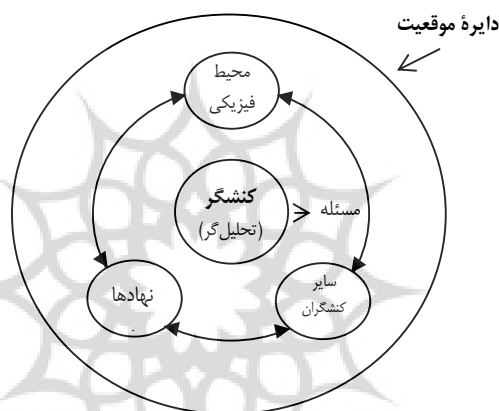 دایرهٔ موقعیت
محیط
فیزیکی
کنشگر
(تحلیل‌گر)
مسئله
سایر
کنشگران
نهادها